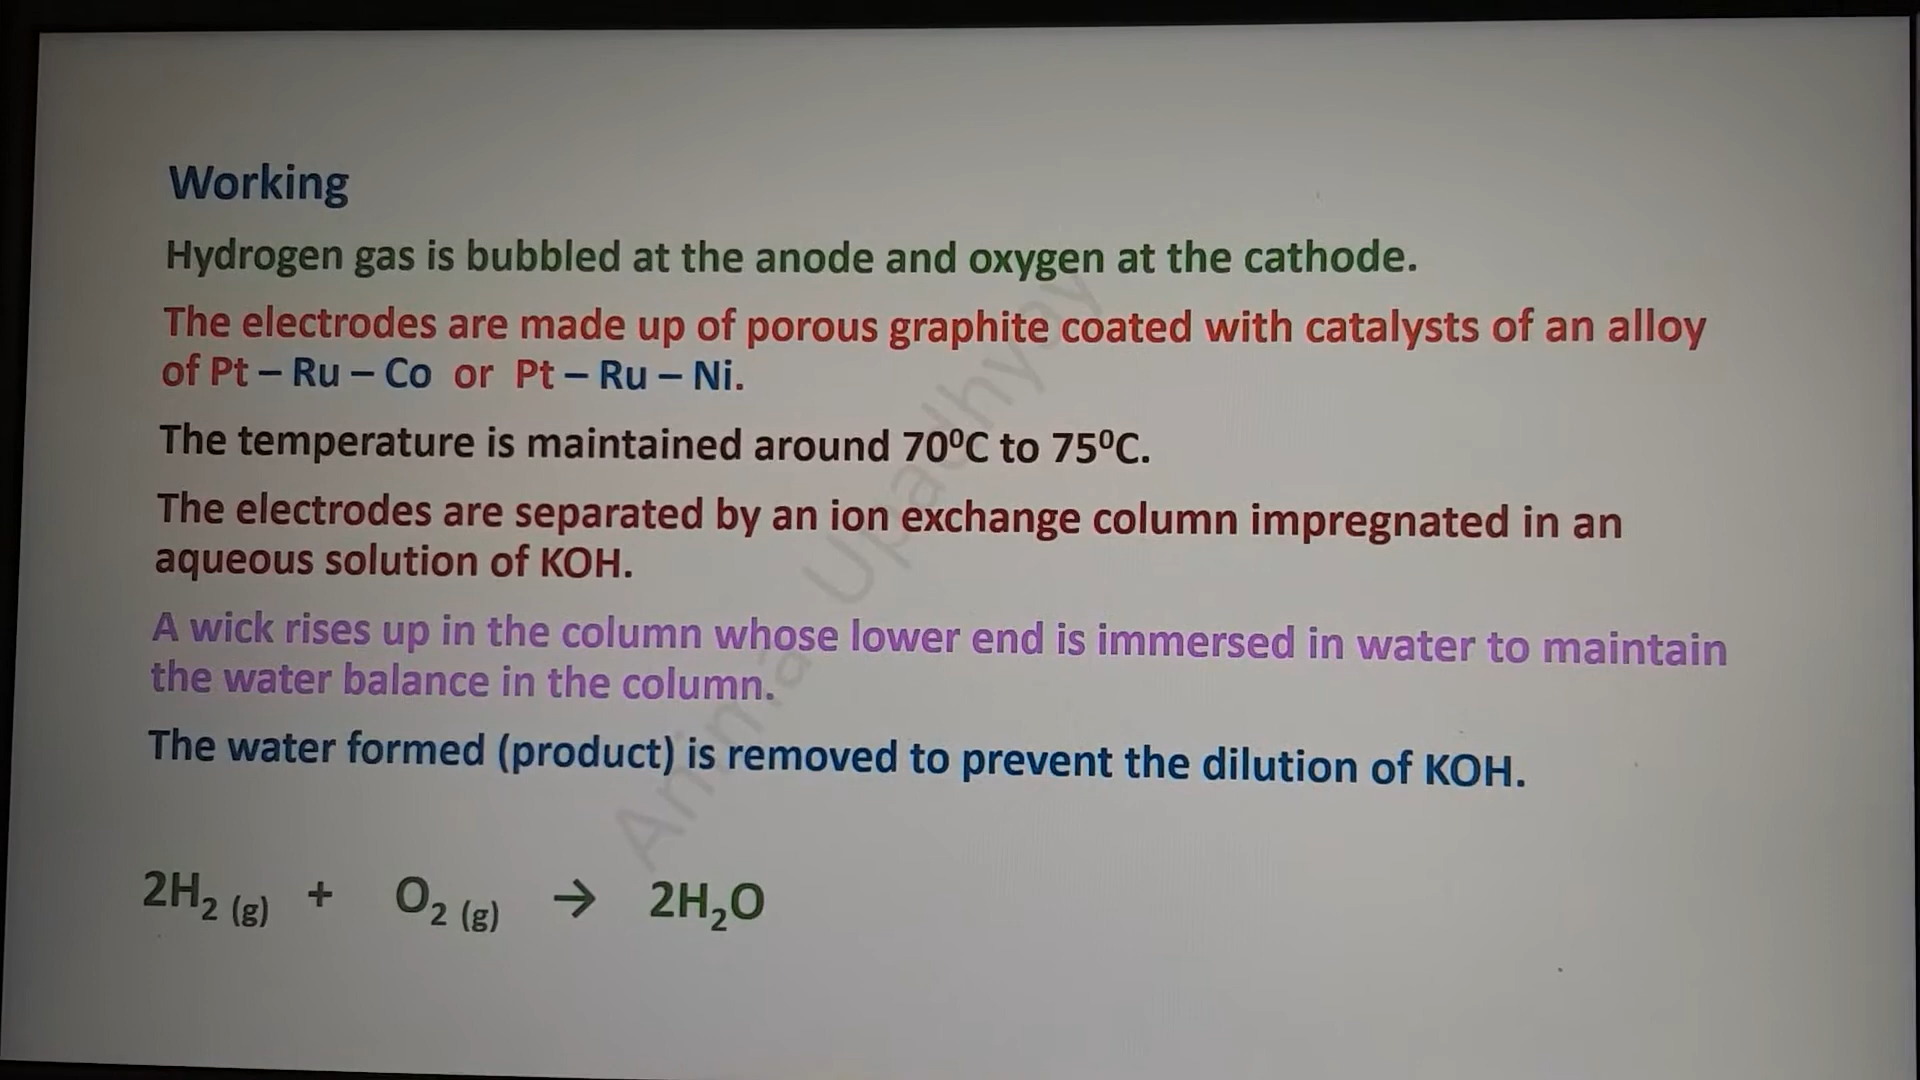 Working
Hydrogen gas is bubbled at the anode and oxygen at the cathode.
The electrodes are made up of porous graphite coated with catalysts of an alloy
of Pt – Ru – Co or Pt – Ru – Ni.
The temperature is maintained around 70⁰C to 75⁰C.
The electrodes are separated by an ion exchange column impregnated in an
aqueous solution of KOH.
A wick rises up in the column whose lower end is immersed in water to maintain
the water balance in the column.
The water formed (product) is removed to prevent the dilution of KOH.
2H₂ (g) + O₂ (g) → 2H₂O
Anima Upadhyay